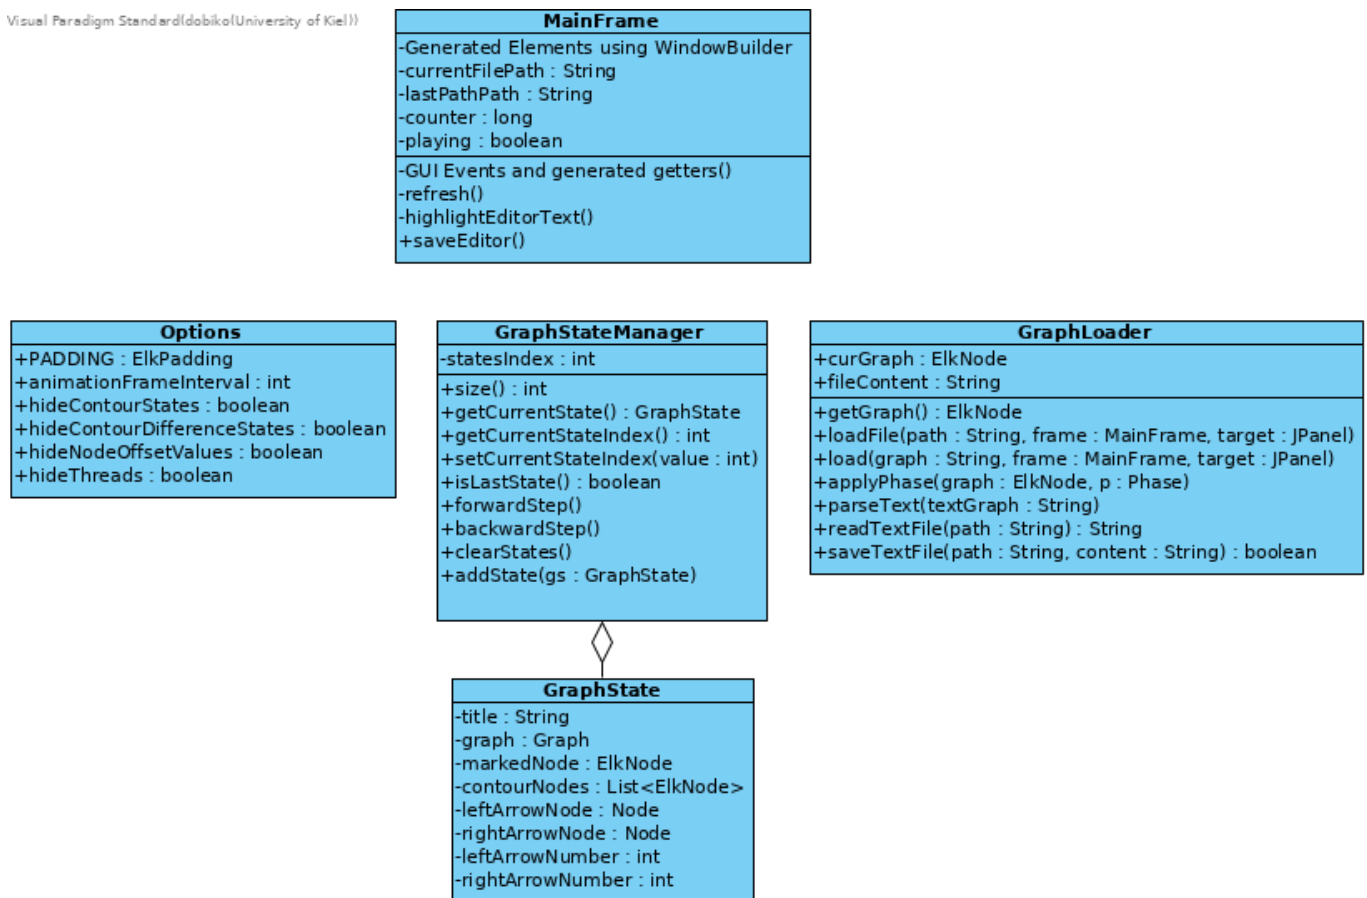 Visual Paradigm Standard(dobiko(University of Kiel))
MainFrame
-Generated Elements using WindowBuilder
-currentFilePath : String
-lastPathPath : String
-counter : long
-playing : boolean
-GUI Events and generated getters()
-refresh()
-highlightEditorText()
+saveEditor()
Options
+PADDING : ElkPadding
+animationFrameInterval : int
+hideContourStates : boolean
+hideContourDifferenceStates : boolean
+hideNodeOffsetValues : boolean
+hideThreads : boolean
GraphStateManager
-statesIndex : int
+size() : int
+getCurrentState() : GraphState
+getCurrentStateIndex() : int
+setCurrentStateIndex(value : int)
+isLastState() : boolean
+forwardStep()
+backwardStep()
+clearStates()
+addState(gs : GraphState)
GraphLoader
+curGraph : ElkNode
+fileContent : String
+getGraph() : ElkNode
+loadFile(path : String, frame : MainFrame, target : JPanel)
+load(graph : String, frame : MainFrame, target : JPanel)
+applyPhase(graph : ElkNode, p : Phase)
+parseText(textGraph : String)
+readTextFile(path : String) : String
+saveTextFile(path : String, content : String) : boolean
GraphState
-title : String
-graph : Graph
-markedNode : ElkNode
-contourNodes : List<ElkNode>
-leftArrowNode : Node
-rightArrowNode : Node
-leftArrowNumber : int
-rightArrowNumber : int